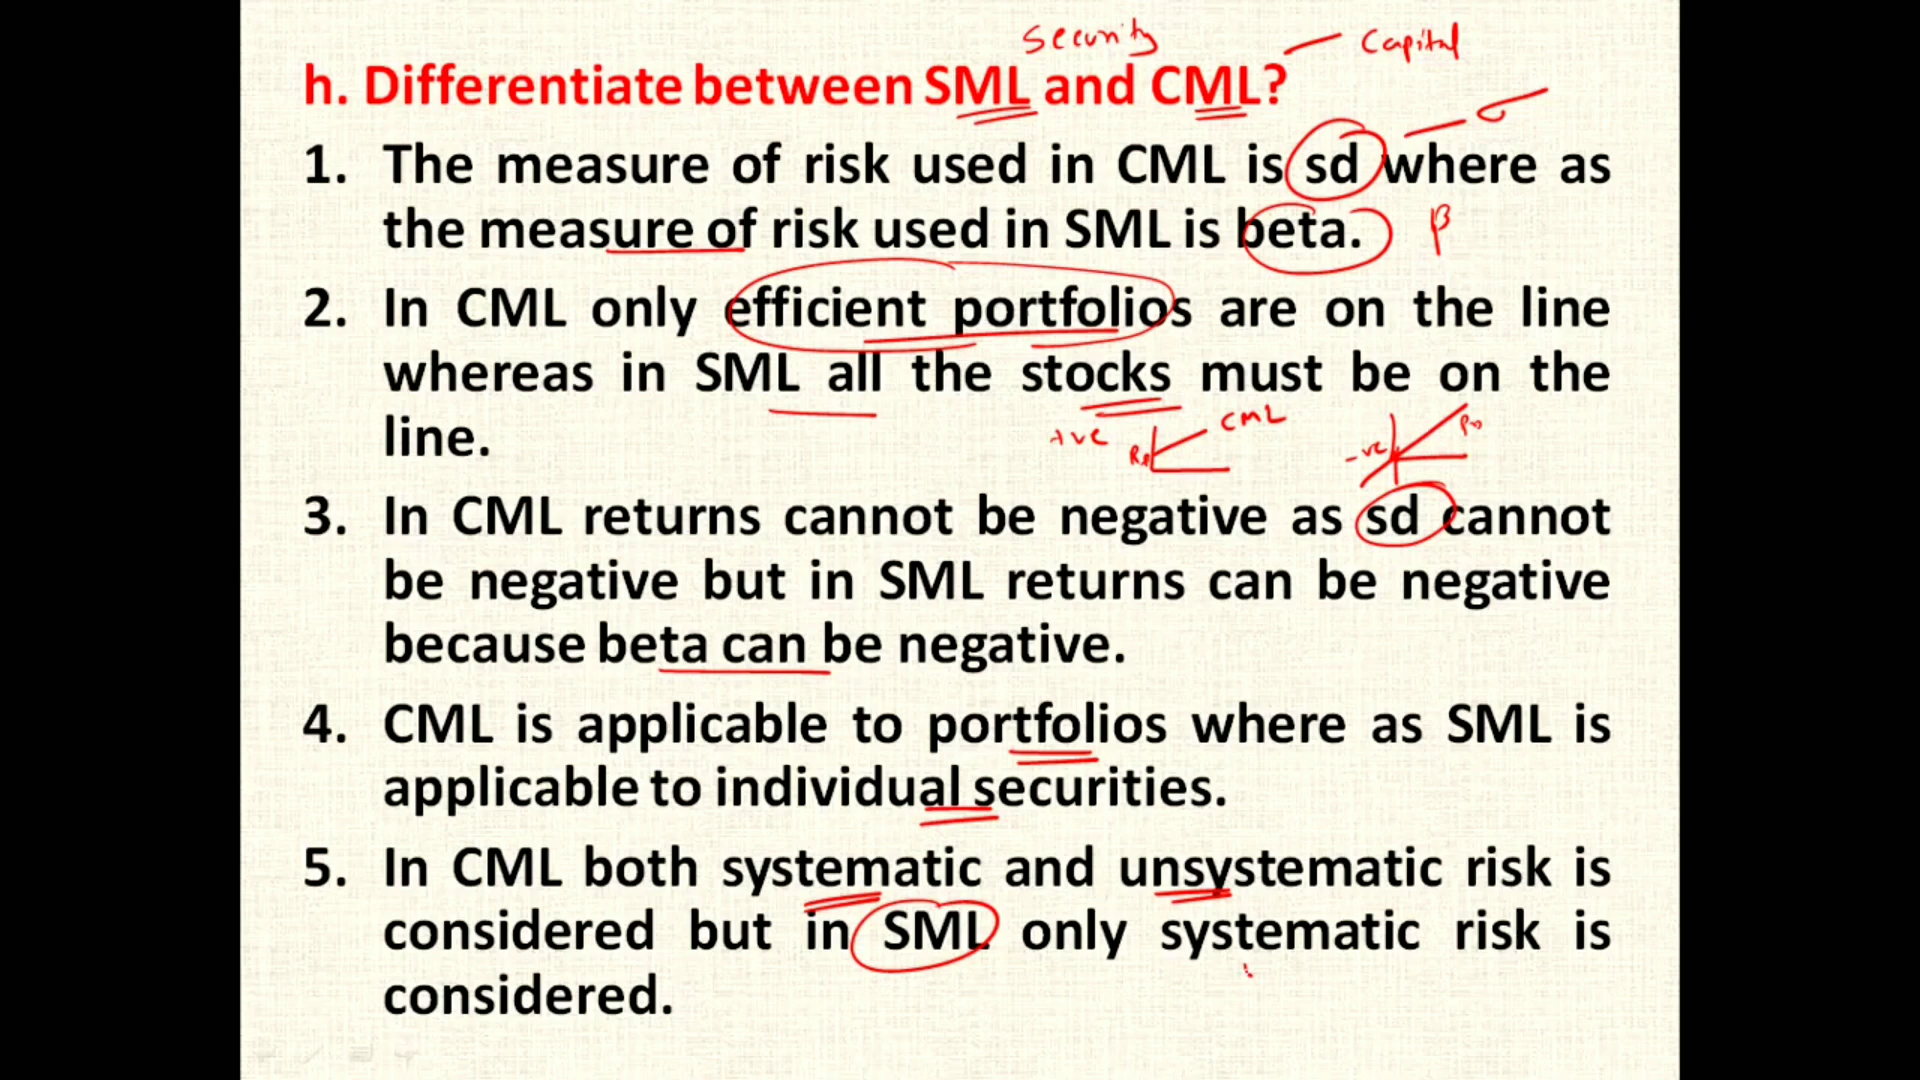 security
— capital
h. Differentiate between SML and CML?
1. The measure of risk used in CML is sd where as — σ
the measure of risk used in SML is beta. β
2. In CML only efficient portfolios are on the line
whereas in SML all the stocks must be on the
line.
+ve CML
-ve
3. In CML returns cannot be negative as sd cannot
be negative but in SML returns can be negative
because beta can be negative.
4. CML is applicable to portfolios where as SML is
applicable to individual securities.
5. In CML both systematic and unsystematic risk is
considered but in SML only systematic risk is
considered.